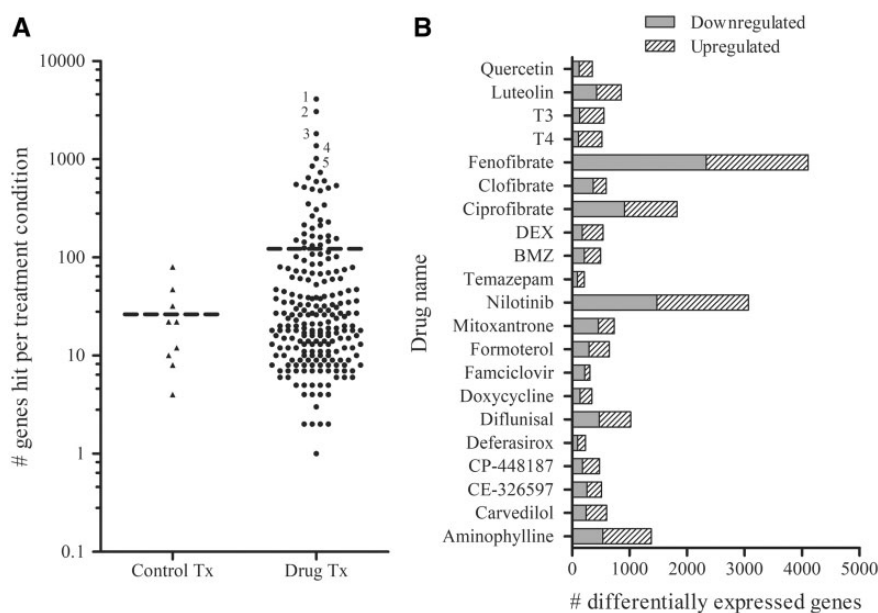 A
# genes hit per treatment condition
10000
1000
100
10
1
0.1
1
2
3
4
5
Control Tx
Drug Tx
B
Downregulated
Upregulated
Drug name
Quercetin
Luteolin
T3
T4
Fenofibrate
Clofibrate
Ciprofibrate
DEX
BMZ
Temazepam
Nilotinib
Mitoxantrone
Formoterol
Famciclovir
Doxycycline
Diflunisal
Deferasirox
CP-448187
CE-326597
Carvedilol
Aminophylline
0 1000 2000 3000 4000 5000
# differentially expressed genes